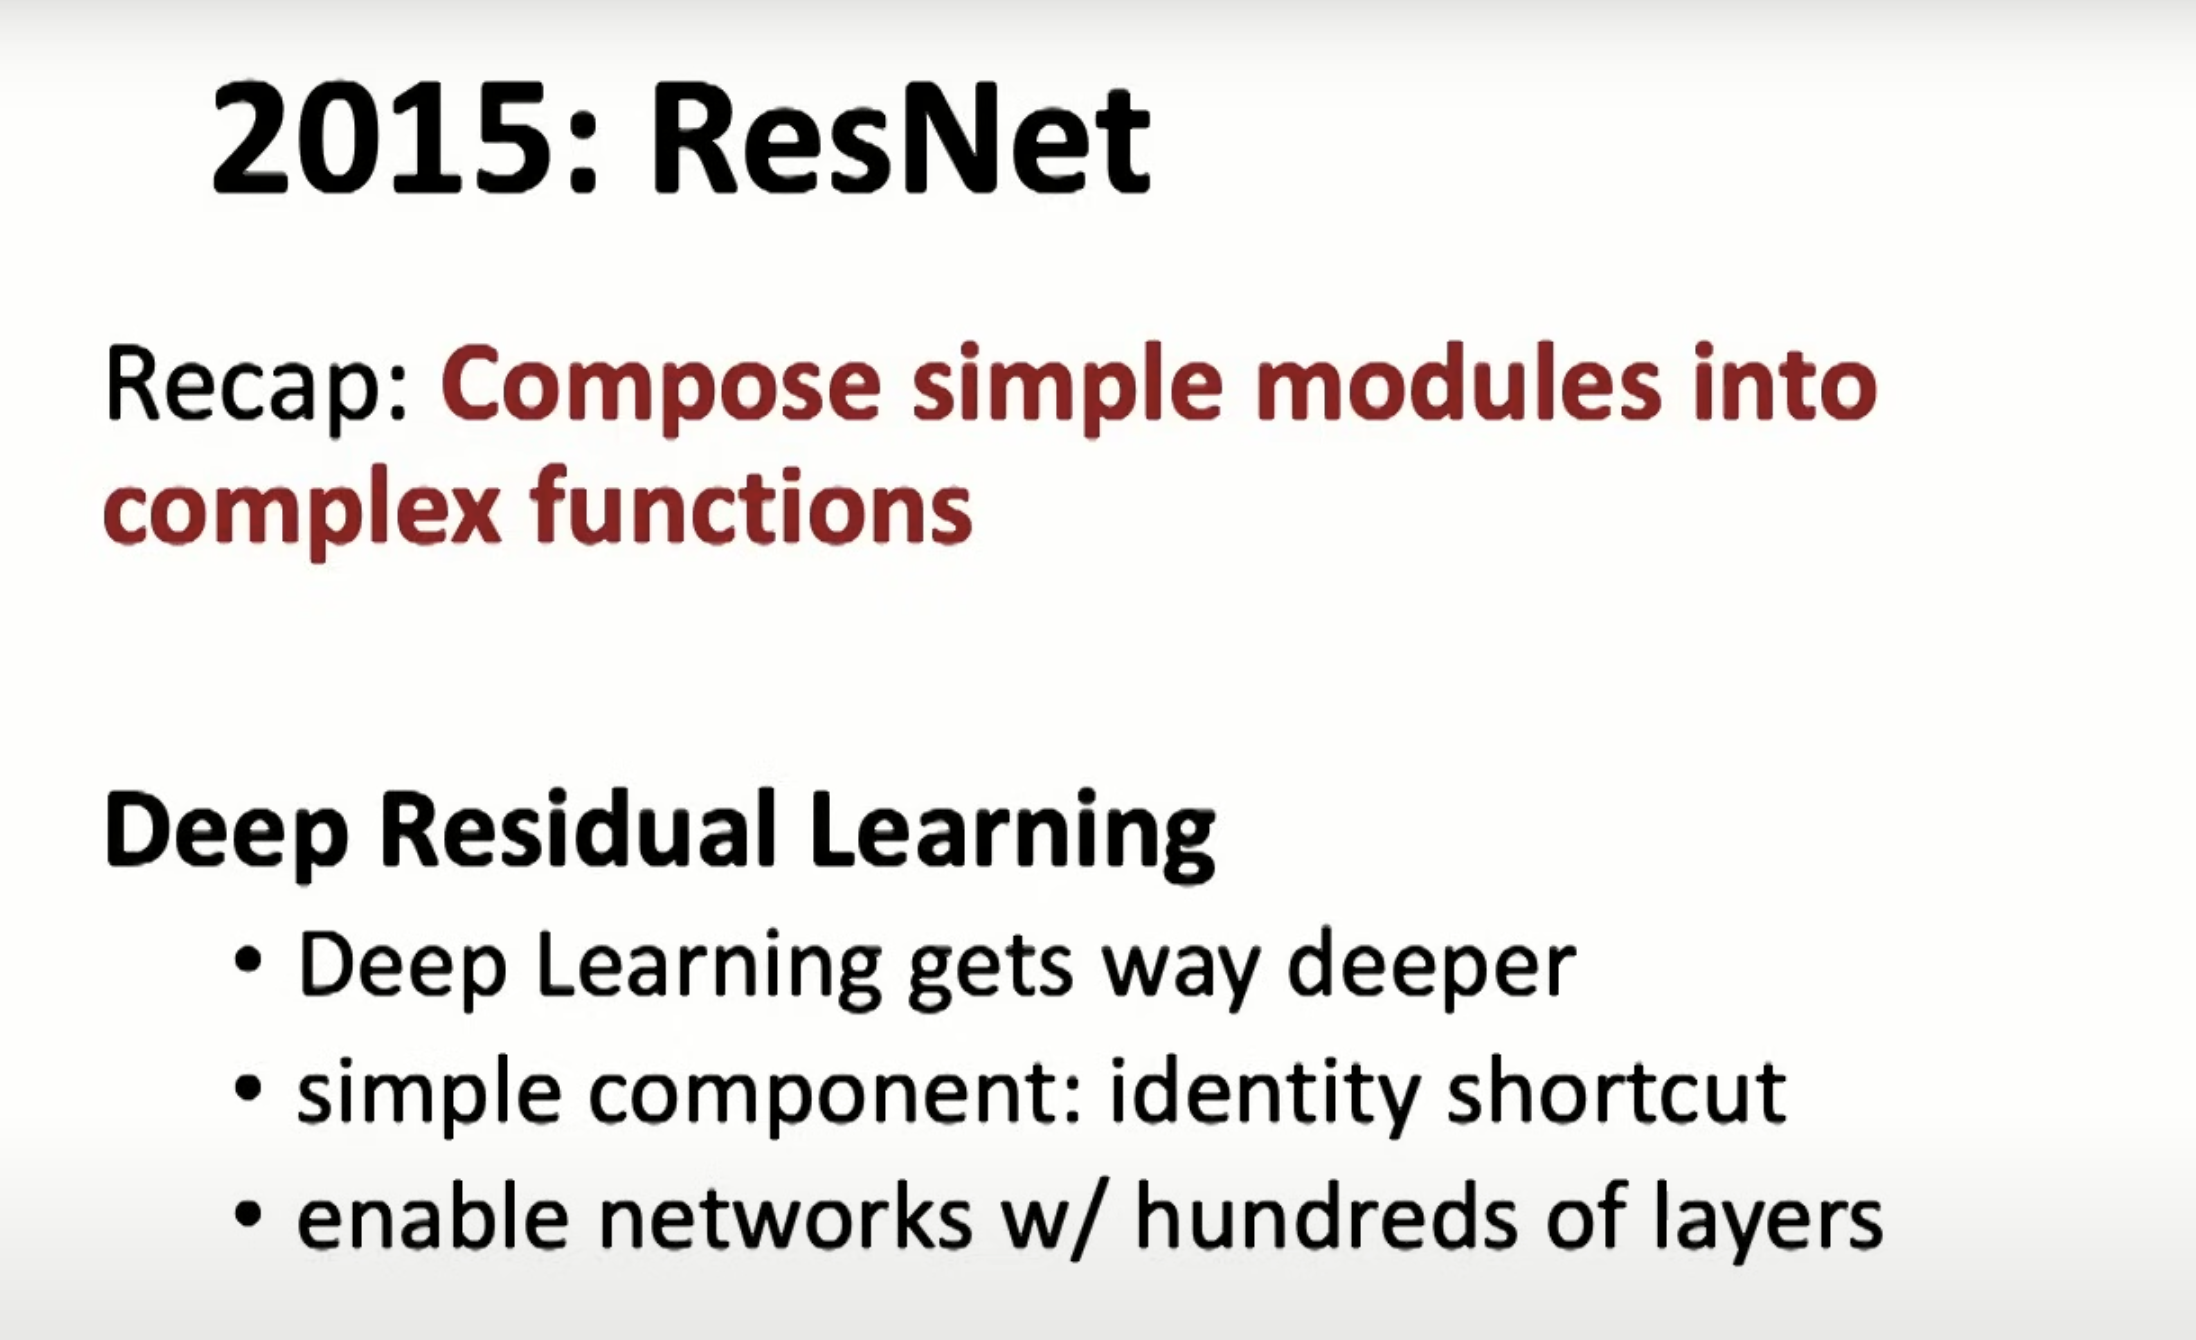 2015: ResNet
Recap: Compose simple modules into
complex functions
Deep Residual Learning
• Deep Learning gets way deeper
• simple component: identity shortcut
• enable networks w/ hundreds of layers